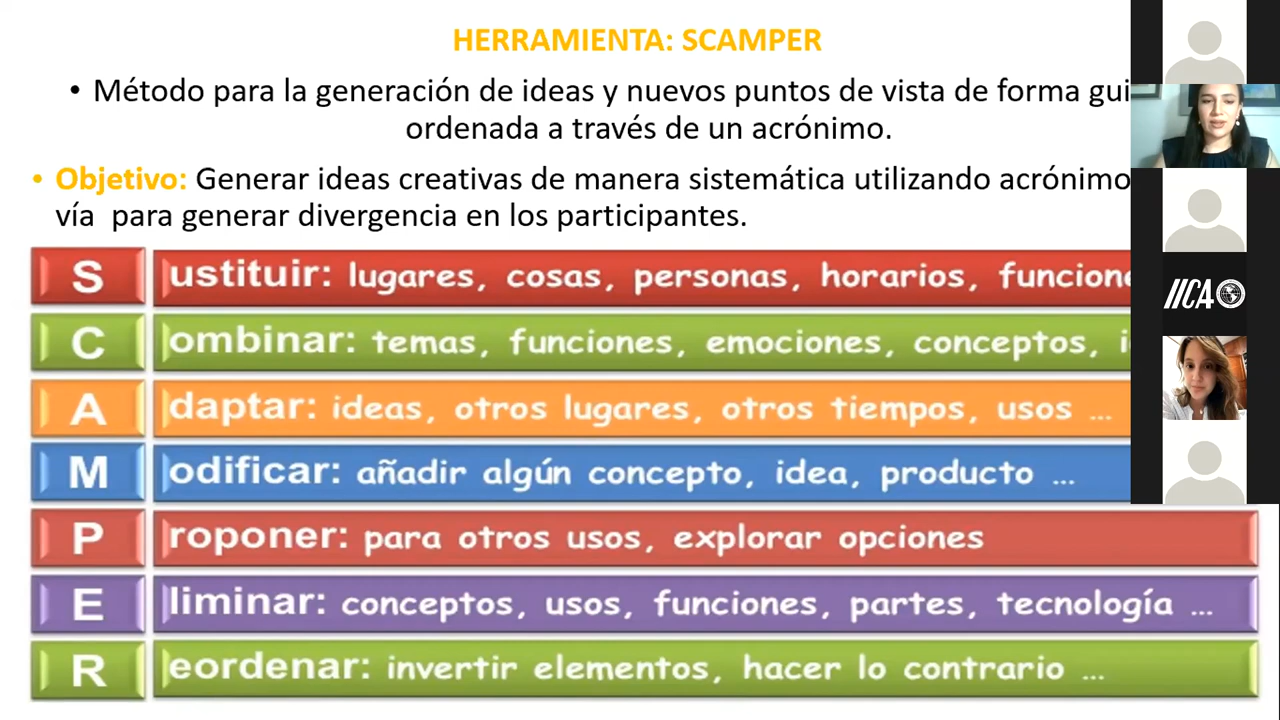 HERRAMIENTA: SCAMPER
• Método para la generación de ideas y nuevos puntos de vista de forma
ordenada a través de un acrónimo.
• Objetivo: Generar ideas creativas de manera sistemática utilizando acrónimo
vía para generar divergencia en los participantes.
S ustituir: lugares, cosas, personas, horarios,
C ombinar: temas, funciones, emociones, conceptos,
A daptar: ideas, otros lugares, otros tiempos, usos ...
M odificar: añadir algún concepto, idea, producto ...
P roponer: para otros usos, explorar opciones
E liminar: conceptos, usos, funciones, partes, tecnología ...
R eordenar: invertir elementos, hacer lo contrario ...
IICA